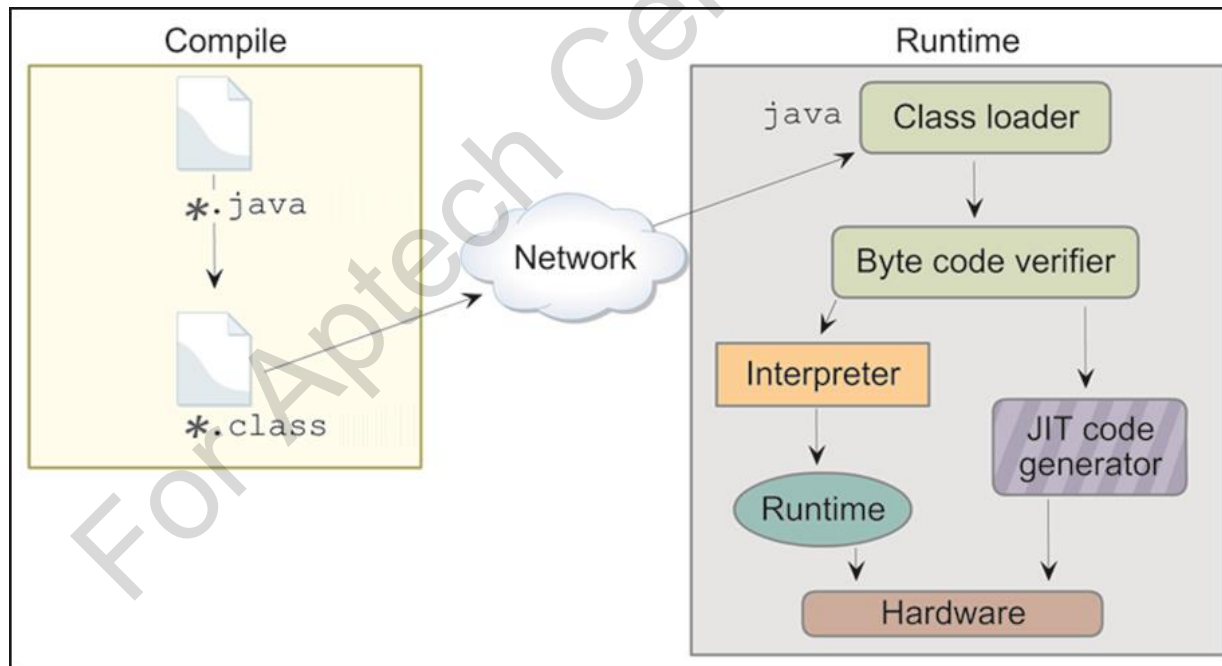 Compile
*.java
*.class
Network
Runtime
java
Class loader
Byte code verifier
Interpreter
JIT code
generator
Runtime
Hardware
For Aptech Cen